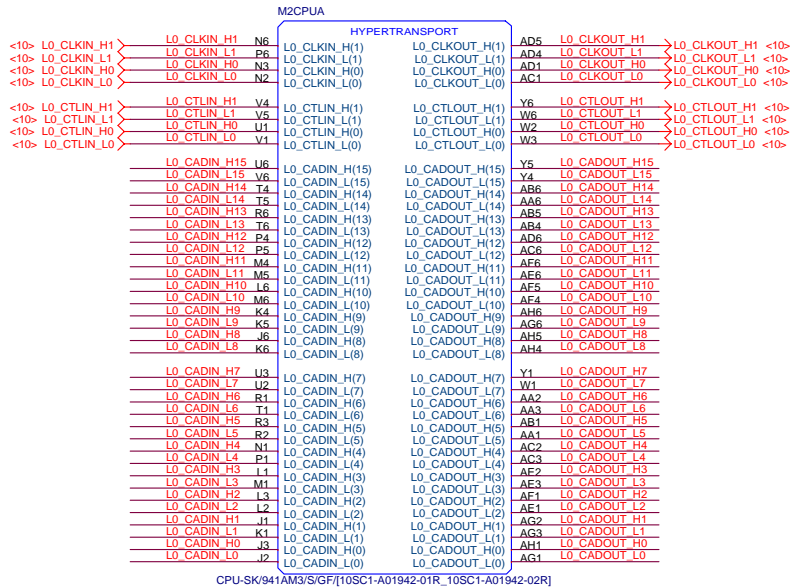 M2CPUA
HYPERTRANSPORT
<10> L0_CLKIN_H1 L0_CLKIN_H1 N6 L0_CLKIN_H(1) L0_CLKOUT_H(1) AD5 L0_CLKOUT_H1 L0_CLKOUT_H1 <10>
<10> L0_CLKIN_L1 L0_CLKIN_L1 P6 L0_CLKIN_L(1) L0_CLKOUT_L(1) AD4 L0_CLKOUT_L1 L0_CLKOUT_L1 <10>
<10> L0_CLKIN_H0 L0_CLKIN_H0 N3 L0_CLKIN_H(0) L0_CLKOUT_H(0) AD1 L0_CLKOUT_H0 L0_CLKOUT_H0 <10>
<10> L0_CLKIN_L0 L0_CLKIN_L0 N2 L0_CLKIN_L(0) L0_CLKOUT_L(0) AC1 L0_CLKOUT_L0 L0_CLKOUT_L0 <10>
<10> L0_CTLIN_H1 L0_CTLIN_H1 V4 L0_CTLIN_H(1) L0_CTLOUT_H(1) Y6 L0_CTLOUT_H1 L0_CTLOUT_H1 <10>
<10> L0_CTLIN_L1 L0_CTLIN_L1 V5 L0_CTLIN_L(1) L0_CTLOUT_L(1) W6 L0_CTLOUT_L1 L0_CTLOUT_L1 <10>
<10> L0_CTLIN_H0 L0_CTLIN_H0 U1 L0_CTLIN_H(0) L0_CTLOUT_H(0) W2 L0_CTLOUT_H0 L0_CTLOUT_H0 <10>
<10> L0_CTLIN_L0 L0_CTLIN_L0 V1 L0_CTLIN_L(0) L0_CTLOUT_L(0) W3 L0_CTLOUT_L0 L0_CTLOUT_L0 <10>
L0_CADIN_H15 U6 L0_CADIN_H(15) L0_CADOUT_H(15) Y5 L0_CADOUT_H15
L0_CADIN_L15 V6 L0_CADIN_L(15) L0_CADOUT_L(15) Y4 L0_CADOUT_L15
L0_CADIN_H14 T4 L0_CADIN_H(14) L0_CADOUT_H(14) AB6 L0_CADOUT_H14
L0_CADIN_L14 T5 L0_CADIN_L(14) L0_CADOUT_L(14) AA6 L0_CADOUT_L14
L0_CADIN_H13 R6 L0_CADIN_H(13) L0_CADOUT_H(13) AB5 L0_CADOUT_H13
L0_CADIN_L13 T6 L0_CADIN_L(13) L0_CADOUT_L(13) AB4 L0_CADOUT_L13
L0_CADIN_H12 P4 L0_CADIN_H(12) L0_CADOUT_H(12) AD6 L0_CADOUT_H12
L0_CADIN_L12 P5 L0_CADIN_L(12) L0_CADOUT_L(12) AC6 L0_CADOUT_L12
L0_CADIN_H11 M4 L0_CADIN_H(11) L0_CADOUT_H(11) AF6 L0_CADOUT_H11
L0_CADIN_L11 M5 L0_CADIN_L(11) L0_CADOUT_L(11) AE6 L0_CADOUT_L11
L0_CADIN_H10 L6 L0_CADIN_H(10) L0_CADOUT_H(10) AF5 L0_CADOUT_H10
L0_CADIN_L10 M6 L0_CADIN_L(10) L0_CADOUT_L(10) AF4 L0_CADOUT_L10
L0_CADIN_H9 K4 L0_CADIN_H(9) L0_CADOUT_H(9) AH6 L0_CADOUT_H9
L0_CADIN_L9 K5 L0_CADIN_L(9) L0_CADOUT_L(9) AG6 L0_CADOUT_L9
L0_CADIN_H8 J6 L0_CADIN_H(8) L0_CADOUT_H(8) AH5 L0_CADOUT_H8
L0_CADIN_L8 K6 L0_CADIN_L(8) L0_CADOUT_L(8) AH4 L0_CADOUT_L8
L0_CADIN_H7 U3 L0_CADIN_H(7) L0_CADOUT_H(7) Y1 L0_CADOUT_H7
L0_CADIN_L7 U2 L0_CADIN_L(7) L0_CADOUT_L(7) W1 L0_CADOUT_L7
L0_CADIN_H6 R1 L0_CADIN_H(6) L0_CADOUT_H(6) AA2 L0_CADOUT_H6
L0_CADIN_L6 T1 L0_CADIN_L(6) L0_CADOUT_L(6) AA3 L0_CADOUT_L6
L0_CADIN_H5 R3 L0_CADIN_H(5) L0_CADOUT_H(5) AB1 L0_CADOUT_H5
L0_CADIN_L5 R2 L0_CADIN_L(5) L0_CADOUT_L(5) AA1 L0_CADOUT_L5
L0_CADIN_H4 N1 L0_CADIN_H(4) L0_CADOUT_H(4) AC2 L0_CADOUT_H4
L0_CADIN_L4 P1 L0_CADIN_L(4) L0_CADOUT_L(4) AC3 L0_CADOUT_L4
L0_CADIN_H3 L1 L0_CADIN_H(3) L0_CADOUT_H(3) AE2 L0_CADOUT_H3
L0_CADIN_L3 M1 L0_CADIN_L(3) L0_CADOUT_L(3) AE3 L0_CADOUT_L3
L0_CADIN_H2 L3 L0_CADIN_H(2) L0_CADOUT_H(2) AF1 L0_CADOUT_H2
L0_CADIN_L2 L2 L0_CADIN_L(2) L0_CADOUT_L(2) AE1 L0_CADOUT_L2
L0_CADIN_H1 J1 L0_CADIN_H(1) L0_CADOUT_H(1) AG2 L0_CADOUT_H1
L0_CADIN_L1 K1 L0_CADIN_L(1) L0_CADOUT_L(1) AG3 L0_CADOUT_L1
L0_CADIN_H0 J3 L0_CADIN_H(0) L0_CADOUT_H(0) AH1 L0_CADOUT_H0
L0_CADIN_L0 J2 L0_CADIN_L(0) L0_CADOUT_L(0) AG1 L0_CADOUT_L0
CPU-SK/941AM3/S/GF/[10SC1-A01942-01R_10SC1-A01942-02R]